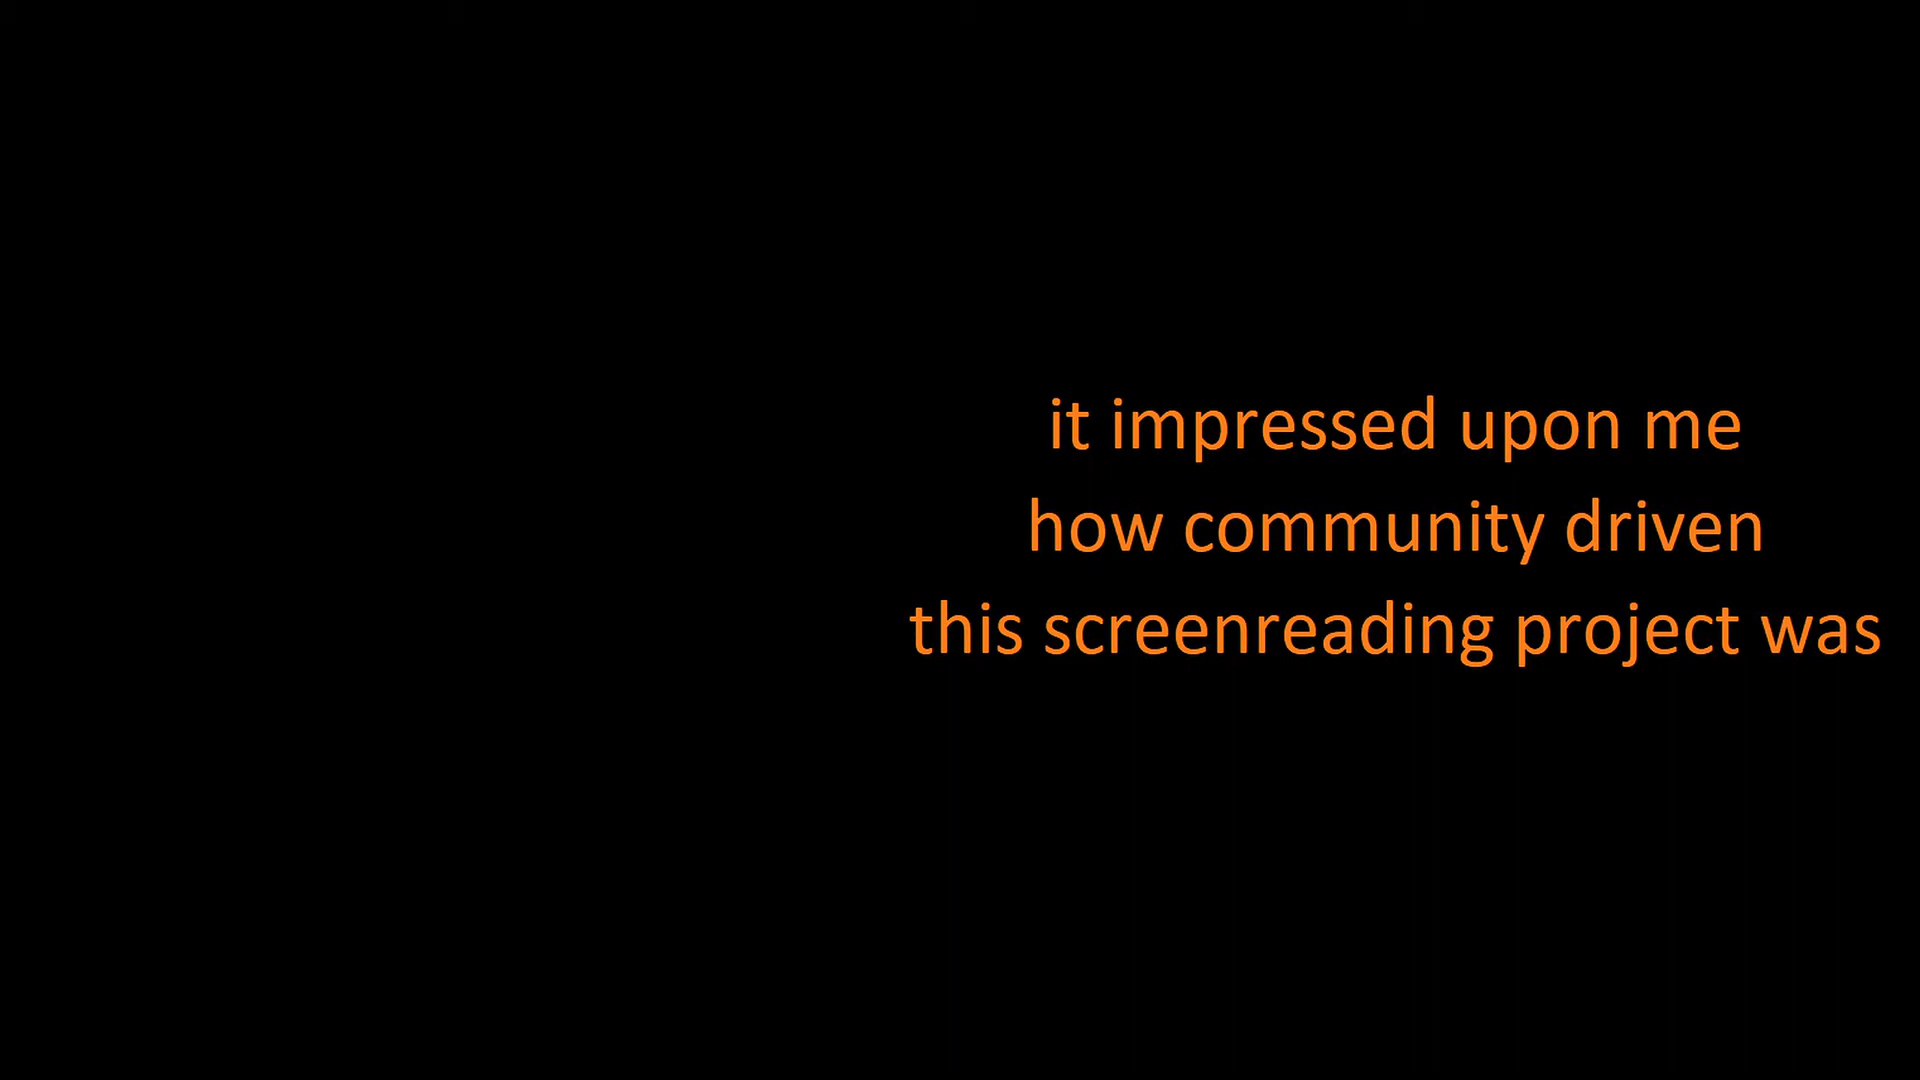 it impressed upon me
how community driven
this screenreading project was